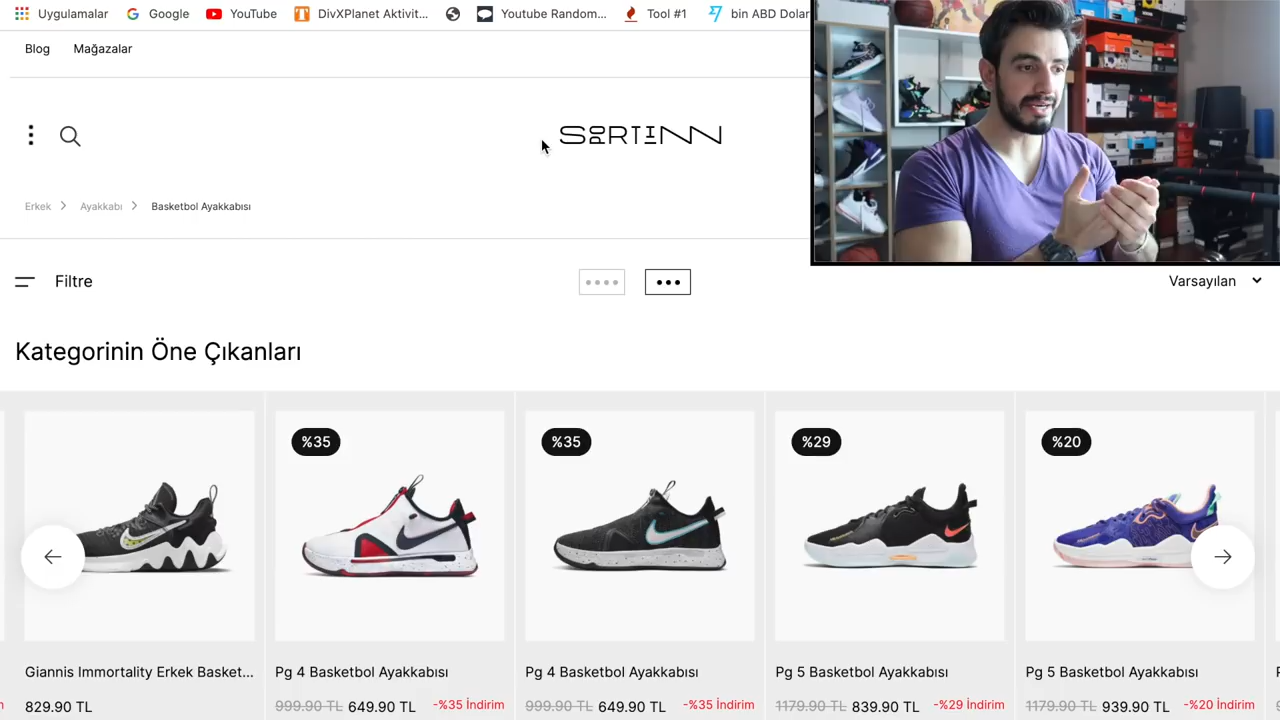 Uygulamalar Google YouTube DivXPlanet Aktivit... Youtube Random... Tool #1 bin ABD Dolar
Blog Mağazalar
SPORTINN
Erkek Ayakkabı Basketbol Ayakkabısı
Filtre Varsayılan
Kategorinin Öne Çıkanları
%35 %35 %29 %20
Giannis Immortality Erkek Basket... Pg 4 Basketbol Ayakkabısı Pg 4 Basketbol Ayakkabısı Pg 5 Basketbol Ayakkabısı Pg 5 Basketbol Ayakkabısı
829.90 TL 999.90 TL 649.90 TL -%35 İndirim 999.90 TL 649.90 TL -%35 İndirim 1179.90 TL 839.90 TL -%29 İndirim 1179.90 TL 939.90 TL -%20 İndirim